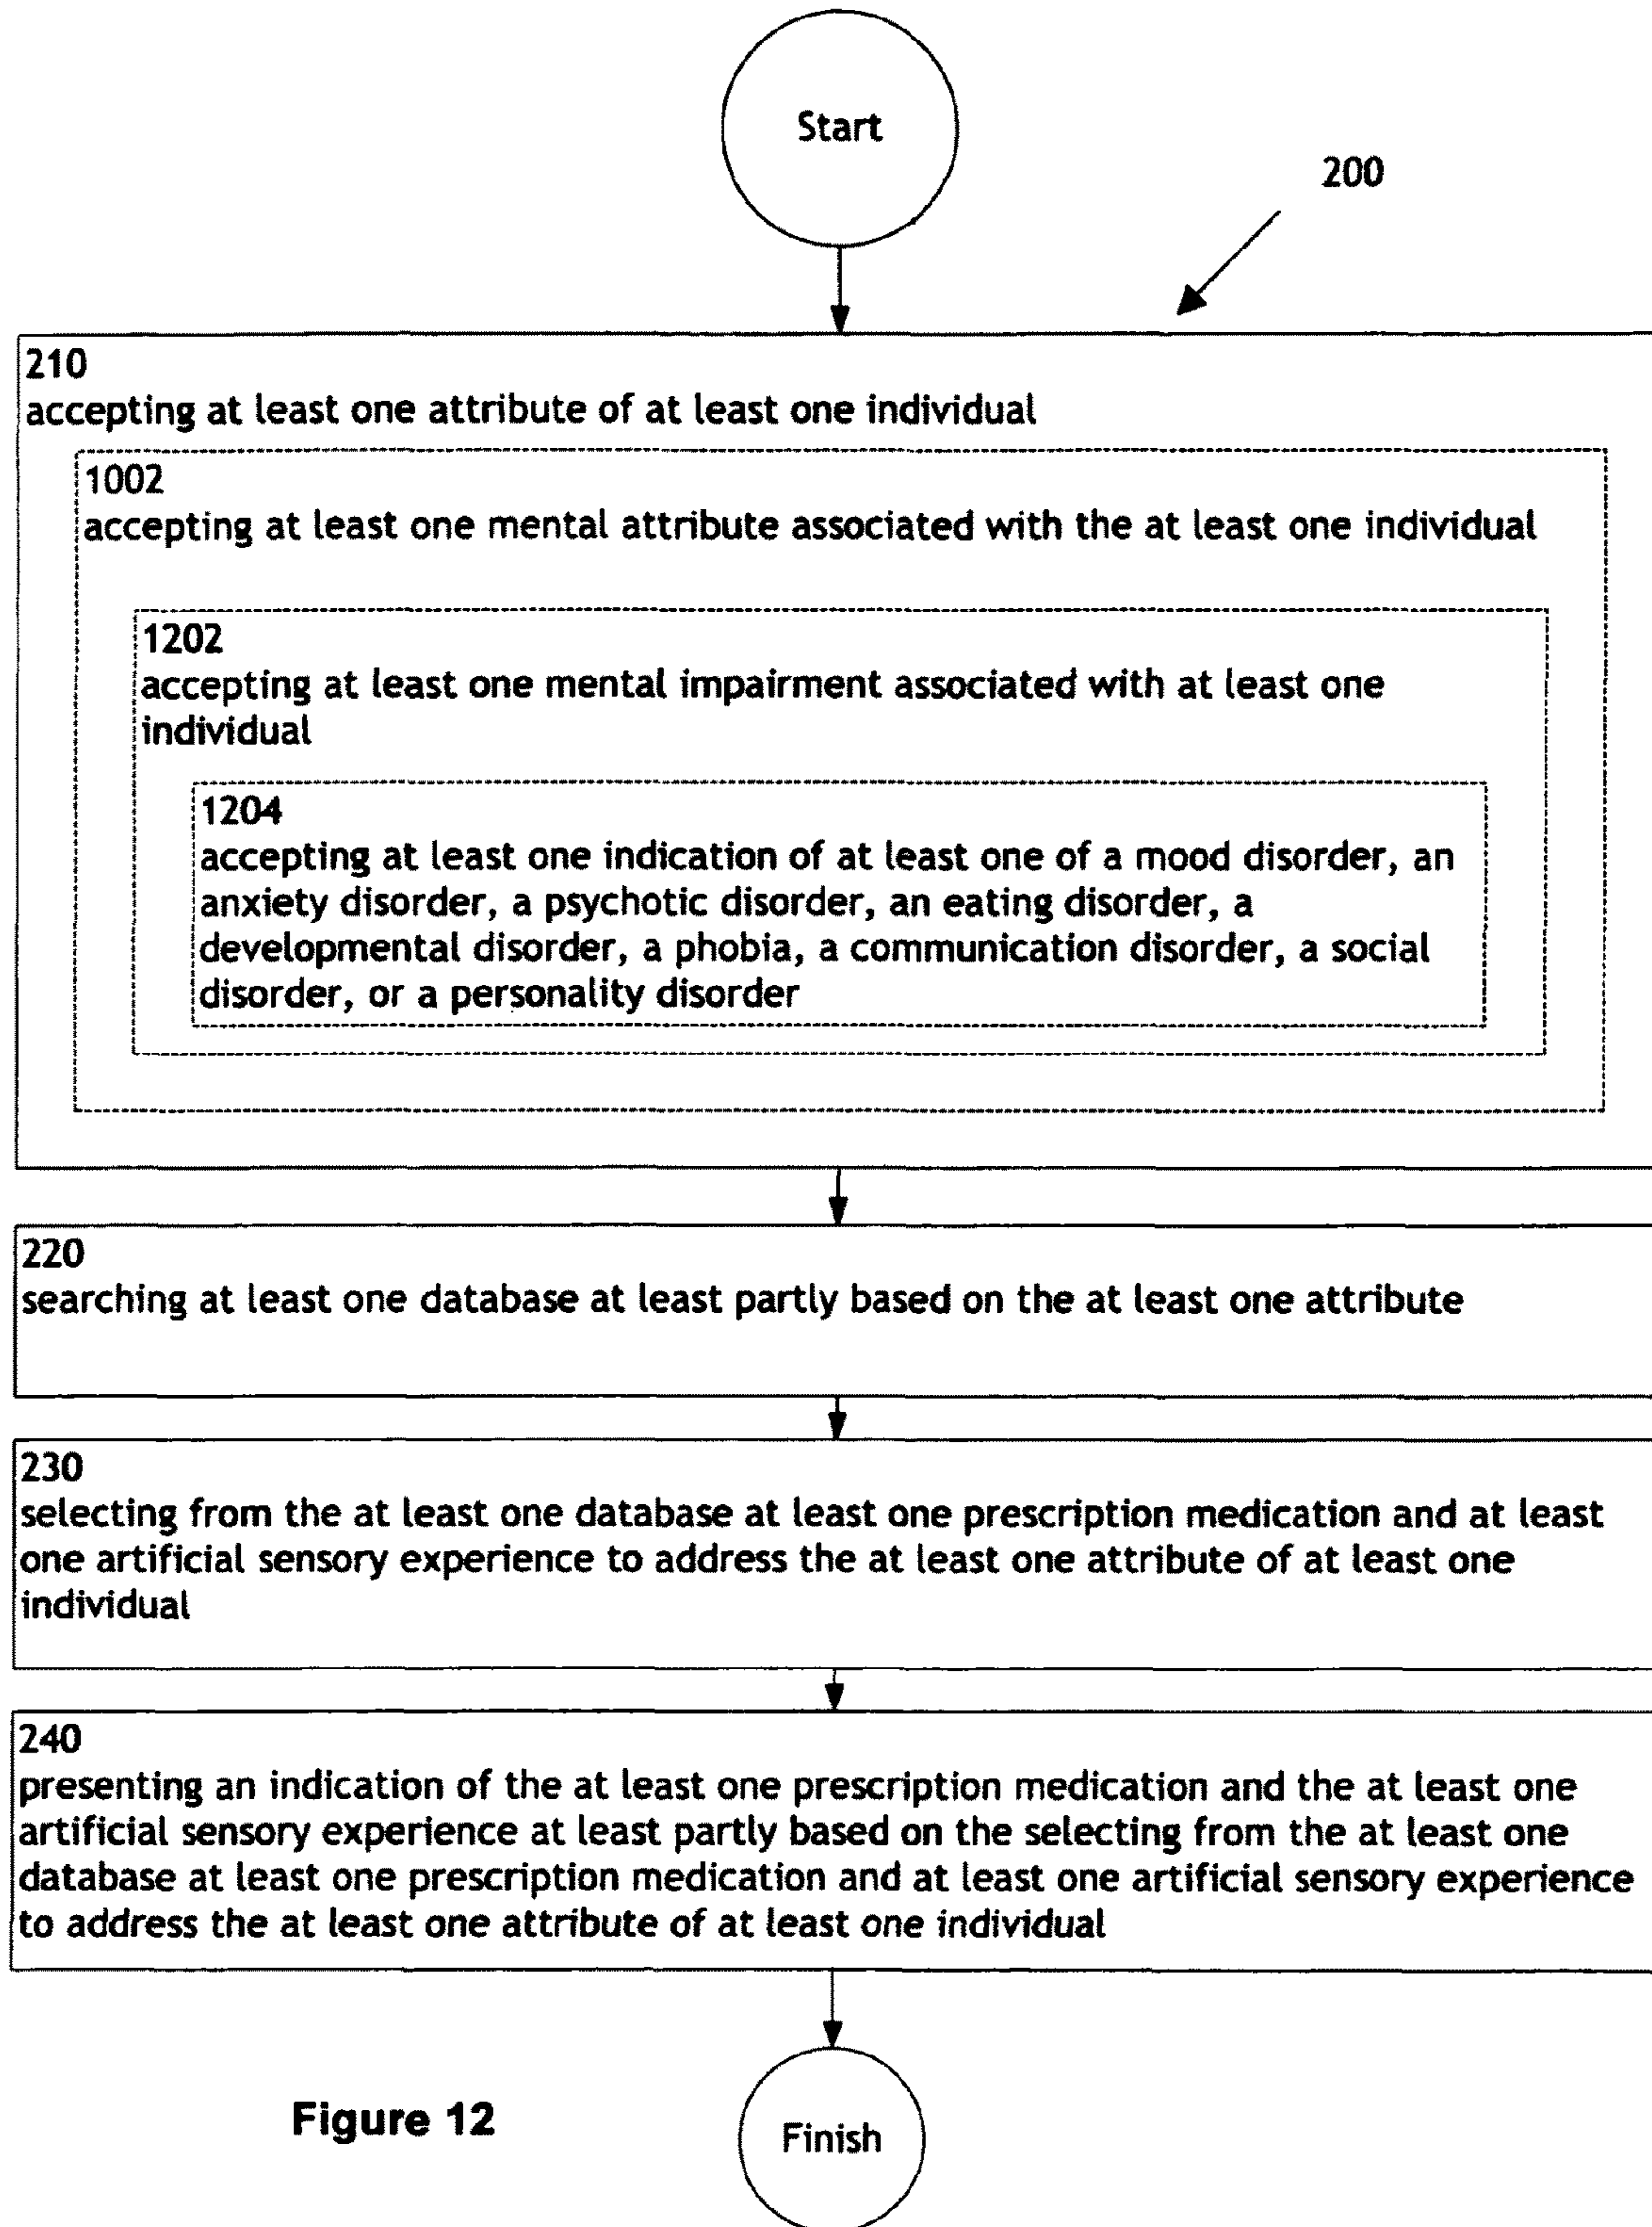 Start
200
210
accepting at least one attribute of at least one individual
1002
accepting at least one mental attribute associated with the at least one individual
1202
accepting at least one mental impairment associated with at least one
individual
1204
accepting at least one indication of at least one of a mood disorder, an
anxiety disorder, a psychotic disorder, an eating disorder, a
developmental disorder, a phobia, a communication disorder, a social
disorder, or a personality disorder
220
searching at least one database at least partly based on the at least one attribute
230
selecting from the at least one database at least one prescription medication and at least
one artificial sensory experience to address the at least one attribute of at least one
individual
240
presenting an indication of the at least one prescription medication and the at least one
artificial sensory experience at least partly based on the selecting from the at least one
database at least one prescription medication and at least one artificial sensory experience
to address the at least one attribute of at least one individual
Figure 12
Finish